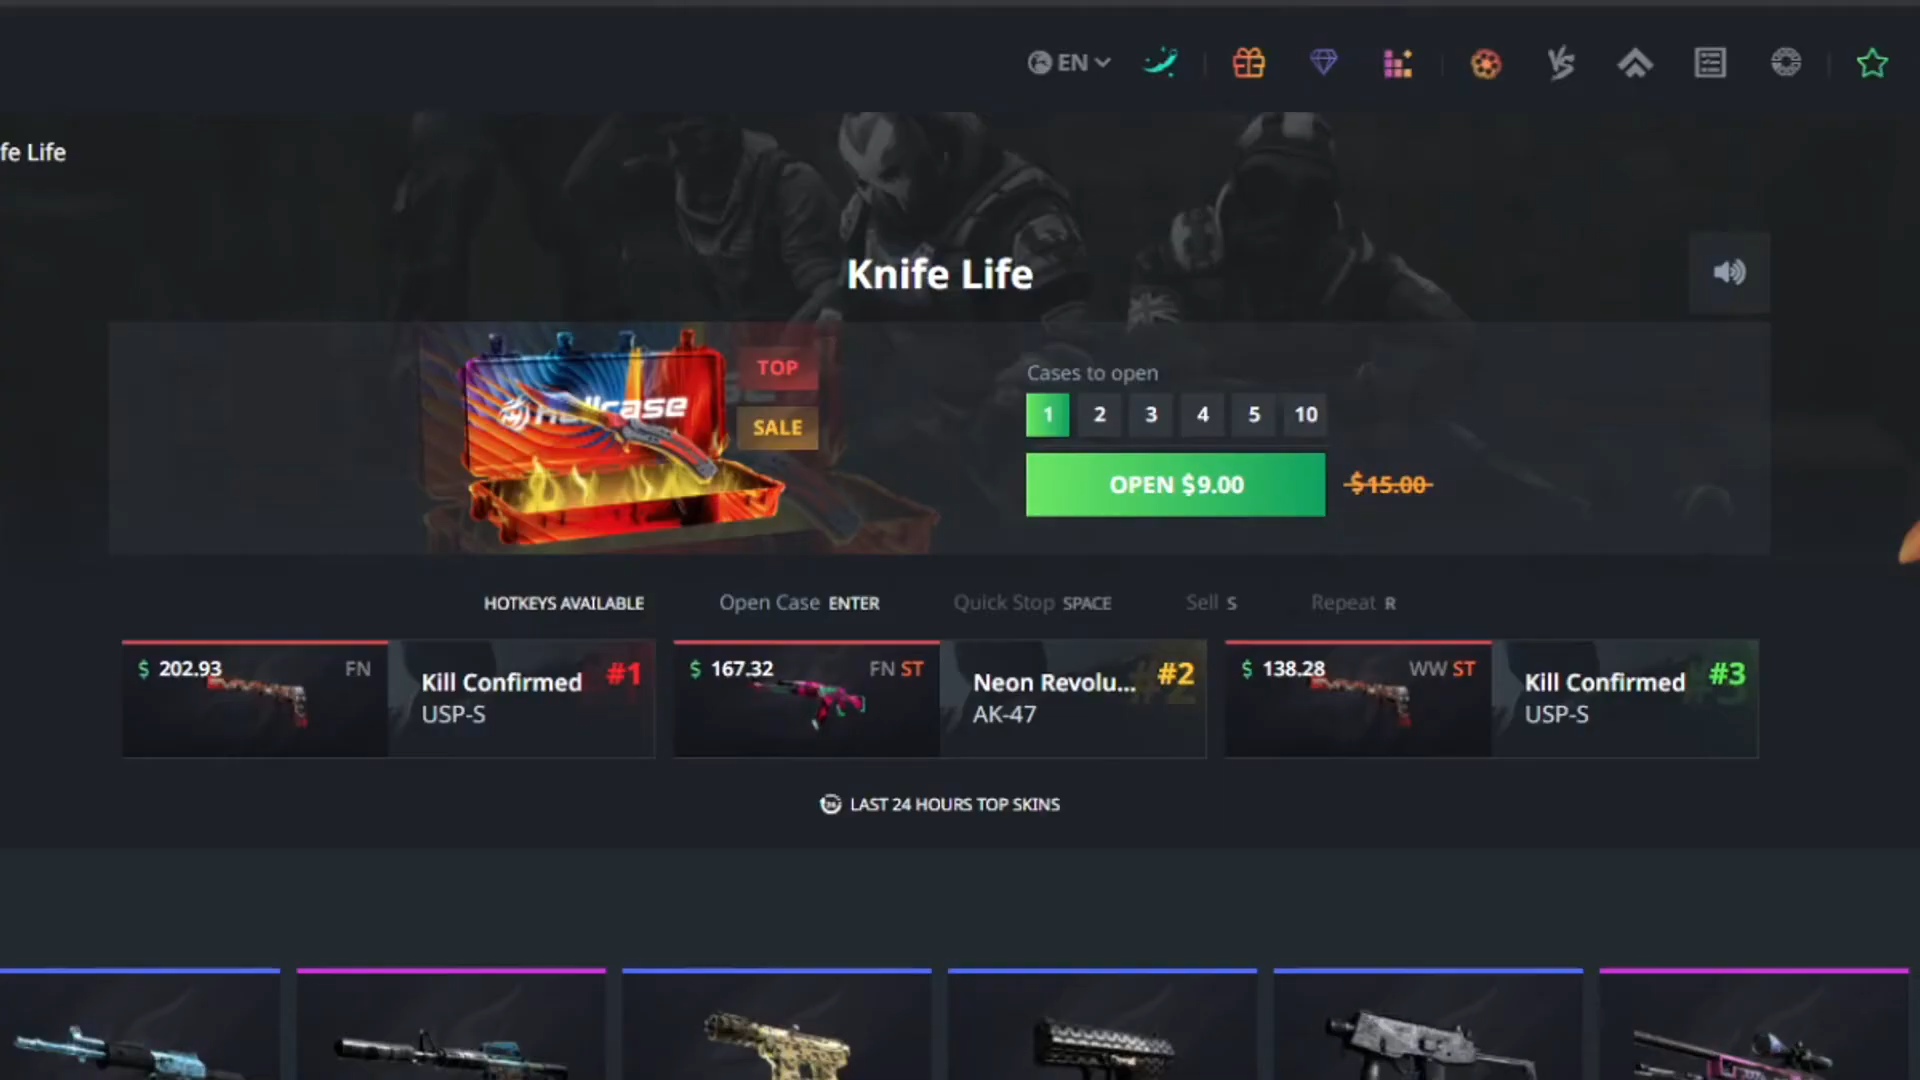 EN
VS
fe Life
Knife Life
hellcase
TOP
SALE
Cases to open
1 2 3 4 5 10
OPEN $9.00 $15.00
HOTKEYS AVAILABLE Open Case ENTER Quick Stop SPACE Sell S Repeat R
$ 202.93 FN
Kill Confirmed #1
USP-S
$ 167.32 FN ST
Neon Revolu... #2
AK-47
$ 138.28 WW ST
Kill Confirmed #3
USP-S
LAST 24 HOURS TOP SKINS